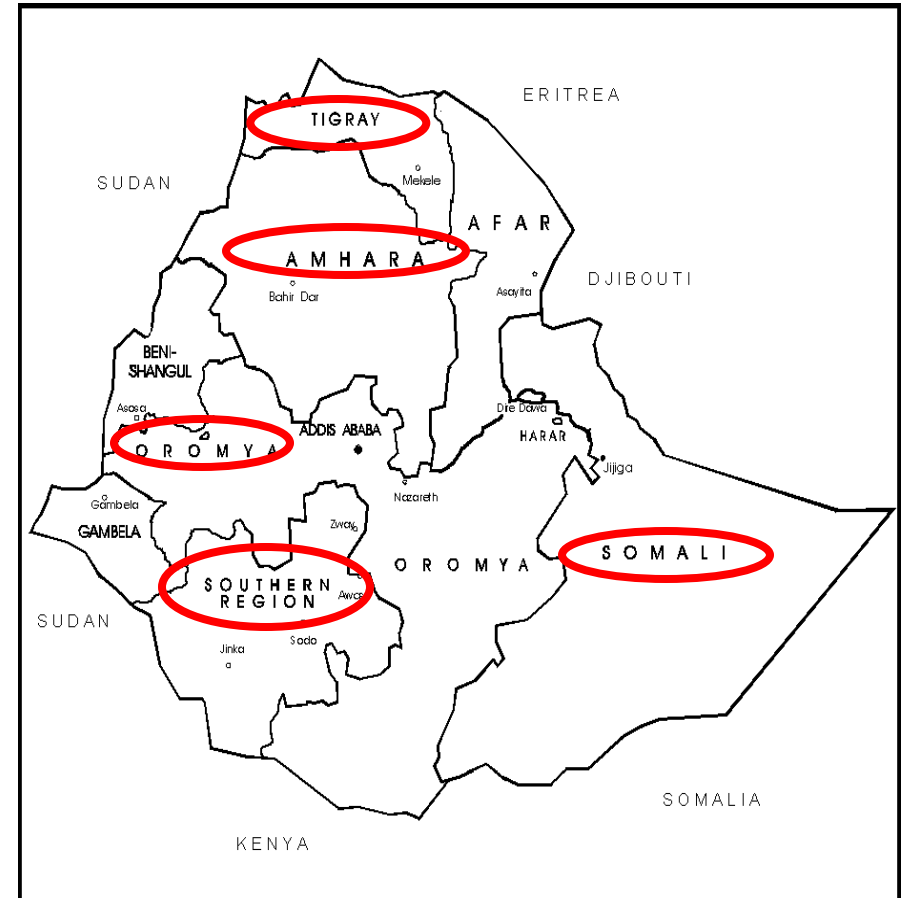 ERITREA
TIGRAY
SUDAN
Mekele
AFAR
AMHARA
DJIBOUTI
Asayita
Bahir Dar
BENI-
SHANGUL
Asosa
Dire Dawa
ADDIS ABABA
HARAR
OROMYA
Jijiga
Nazareth
Gambela
GAMBELA
Zway
SOMALI
OROMYA
SOUTHERN
REGION
SUDAN
Sodo
Jinka
SOMALIA
KENYA